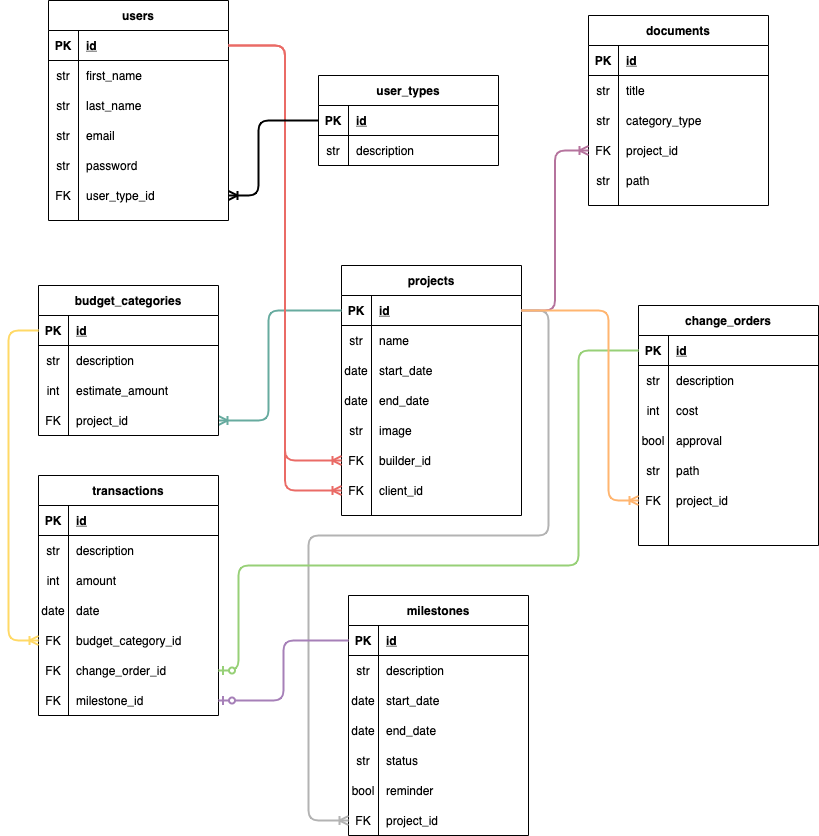 users
PK id
str first_name
str last_name
str email
str password
FK user_type_id
user_types
PK id
str description
documents
PK id
str title
str category_type
FK project_id
str path
budget_categories
PK id
str description
int estimate_amount
FK project_id
projects
PK id
str name
date start_date
date end_date
str image
FK builder_id
FK client_id
change_orders
PK id
str description
int cost
bool approval
str path
FK project_id
transactions
PK id
str description
int amount
date date
FK budget_category_id
FK change_order_id
FK milestone_id
milestones
PK id
str description
date start_date
date end_date
str status
bool reminder
FK project_id